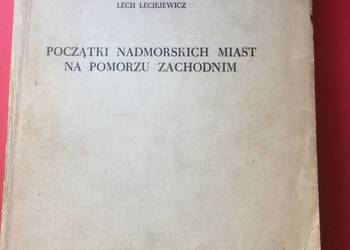 LECH LECIEJEWICZ
POCZĄTKI NADMORSKICH MIAST
NA POMORZU ZACHODNIM